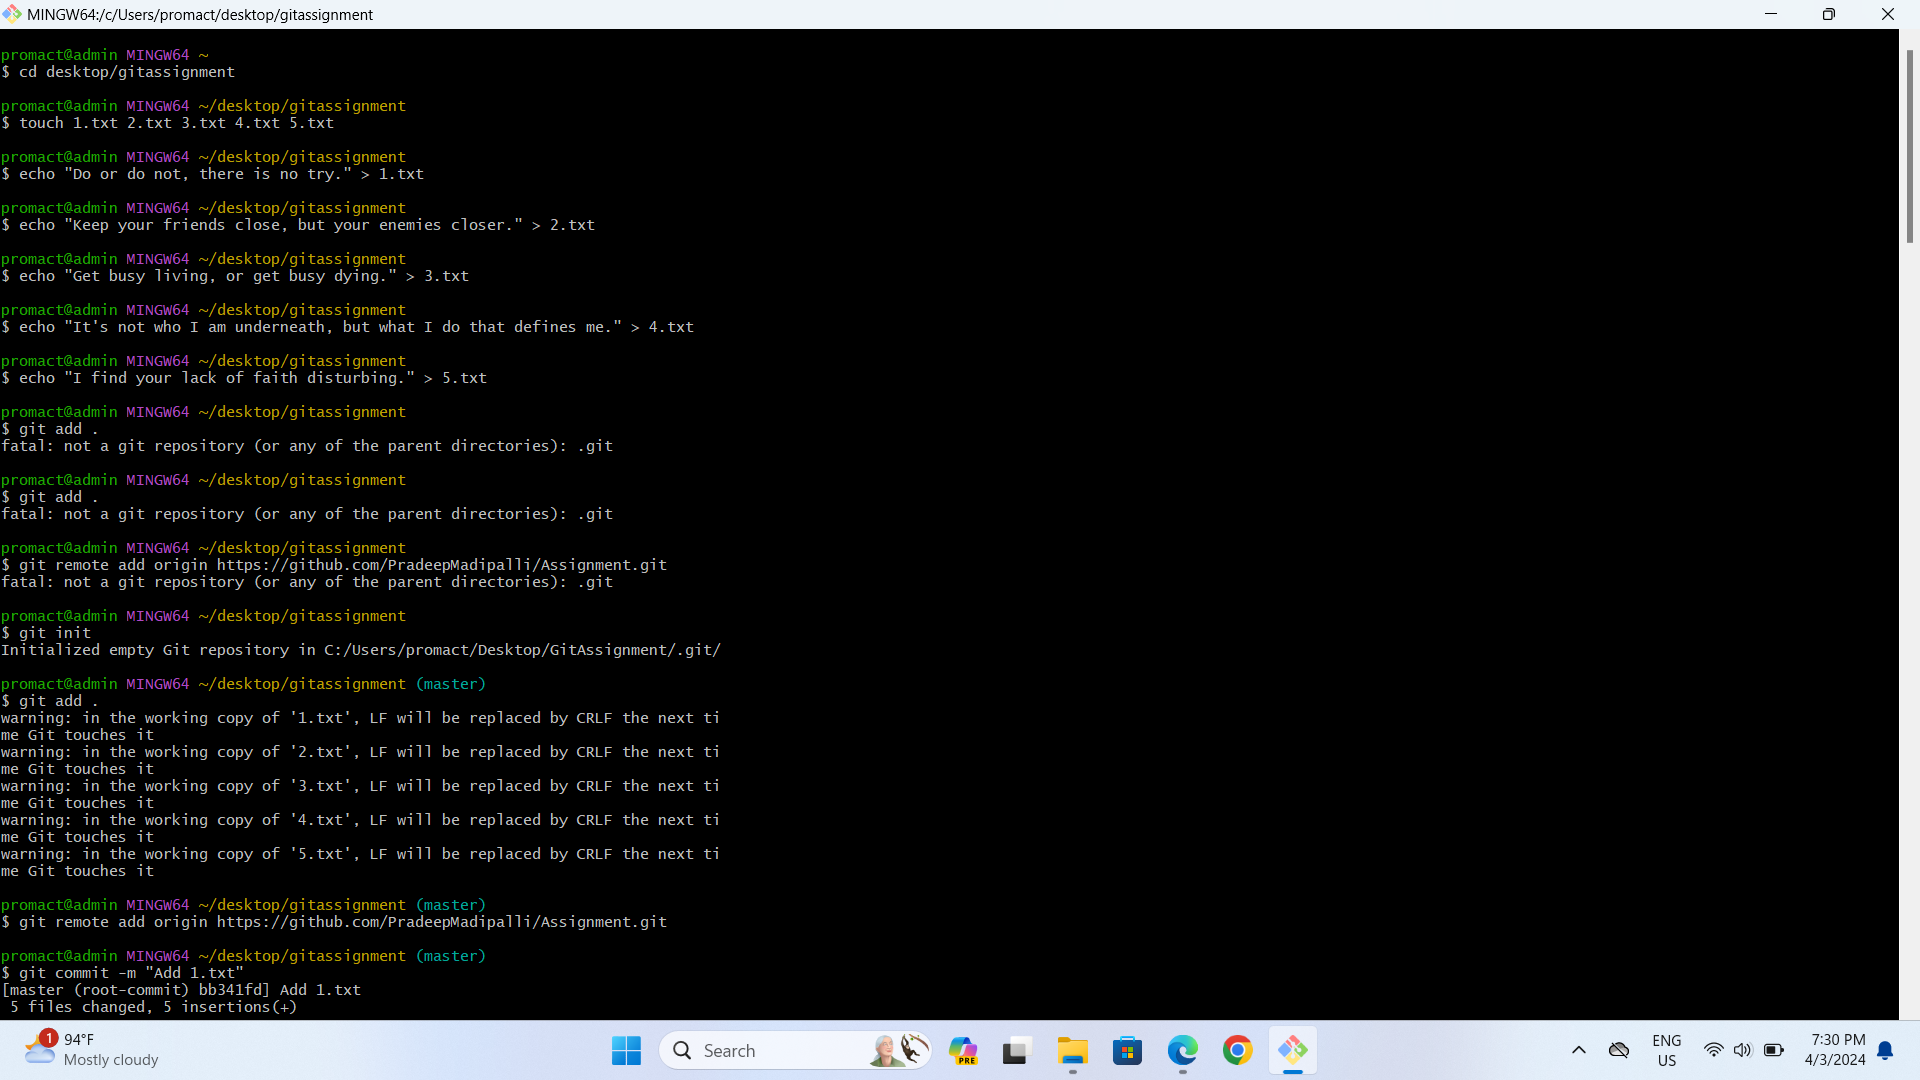 MINGW64:/c/Users/promact/desktop/gitassignment
promact@admin MINGW64 ~
$ cd desktop/gitassignment
promact@admin MINGW64 ~/desktop/gitassignment
$ touch 1.txt 2.txt 3.txt 4.txt 5.txt
promact@admin MINGW64 ~/desktop/gitassignment
$ echo "Do or do not, there is no try." > 1.txt
promact@admin MINGW64 ~/desktop/gitassignment
$ echo "Keep your friends close, but your enemies closer." > 2.txt
promact@admin MINGW64 ~/desktop/gitassignment
$ echo "Get busy living, or get busy dying." > 3.txt
promact@admin MINGW64 ~/desktop/gitassignment
$ echo "It's not who I am underneath, but what I do that defines me." > 4.txt
promact@admin MINGW64 ~/desktop/gitassignment
$ echo "I find your lack of faith disturbing." > 5.txt
promact@admin MINGW64 ~/desktop/gitassignment
$ git add .
fatal: not a git repository (or any of the parent directories): .git
promact@admin MINGW64 ~/desktop/gitassignment
$ git add .
fatal: not a git repository (or any of the parent directories): .git
promact@admin MINGW64 ~/desktop/gitassignment
$ git remote add origin https://github.com/PradeepMadipalli/Assignment.git
fatal: not a git repository (or any of the parent directories): .git
promact@admin MINGW64 ~/desktop/gitassignment
$ git init
Initialized empty Git repository in C:/Users/promact/Desktop/GitAssignment/.git/
promact@admin MINGW64 ~/desktop/gitassignment (master)
$ git add .
warning: in the working copy of '1.txt', LF will be replaced by CRLF the next ti
me Git touches it
warning: in the working copy of '2.txt', LF will be replaced by CRLF the next ti
me Git touches it
warning: in the working copy of '3.txt', LF will be replaced by CRLF the next ti
me Git touches it
warning: in the working copy of '4.txt', LF will be replaced by CRLF the next ti
me Git touches it
warning: in the working copy of '5.txt', LF will be replaced by CRLF the next ti
me Git touches it
promact@admin MINGW64 ~/desktop/gitassignment (master)
$ git remote add origin https://github.com/PradeepMadipalli/Assignment.git
promact@admin MINGW64 ~/desktop/gitassignment (master)
$ git commit -m "Add 1.txt"
[master (root-commit) bb341fd] Add 1.txt
5 files changed, 5 insertions(+)
1
94°F
Mostly cloudy
Search
PRE
ENG
US
7:30 PM
4/3/2024